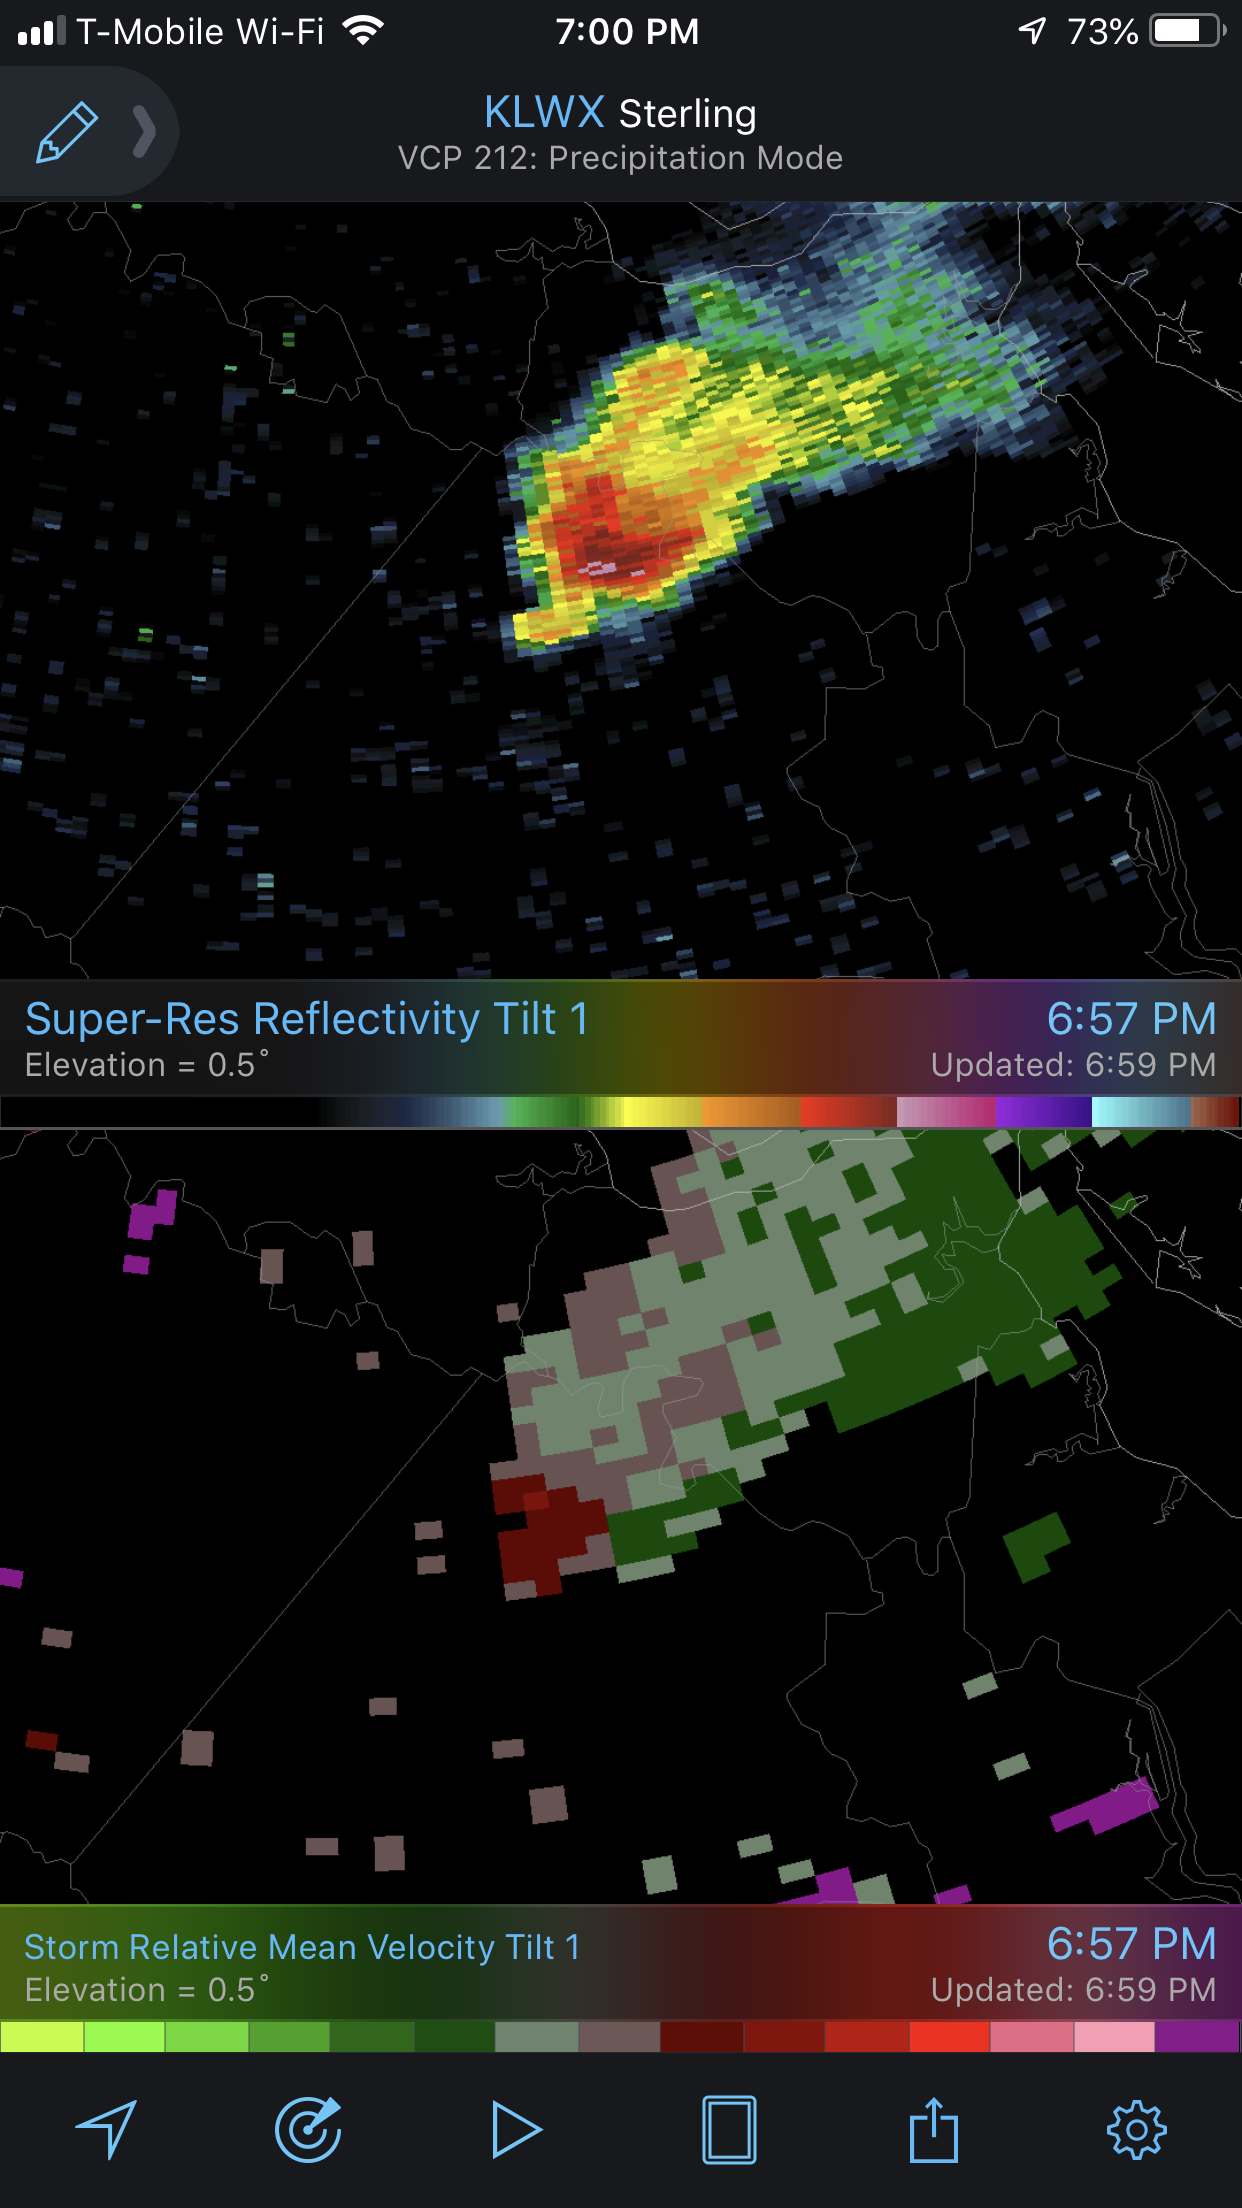 T-Mobile Wi-Fi 7:00 PM 73%
KLWX Sterling
VCP 212: Precipitation Mode
Super-Res Reflectivity Tilt 1 6:57 PM
Elevation = 0.5° Updated: 6:59 PM
Storm Relative Mean Velocity Tilt 1 6:57 PM
Elevation = 0.5° Updated: 6:59 PM